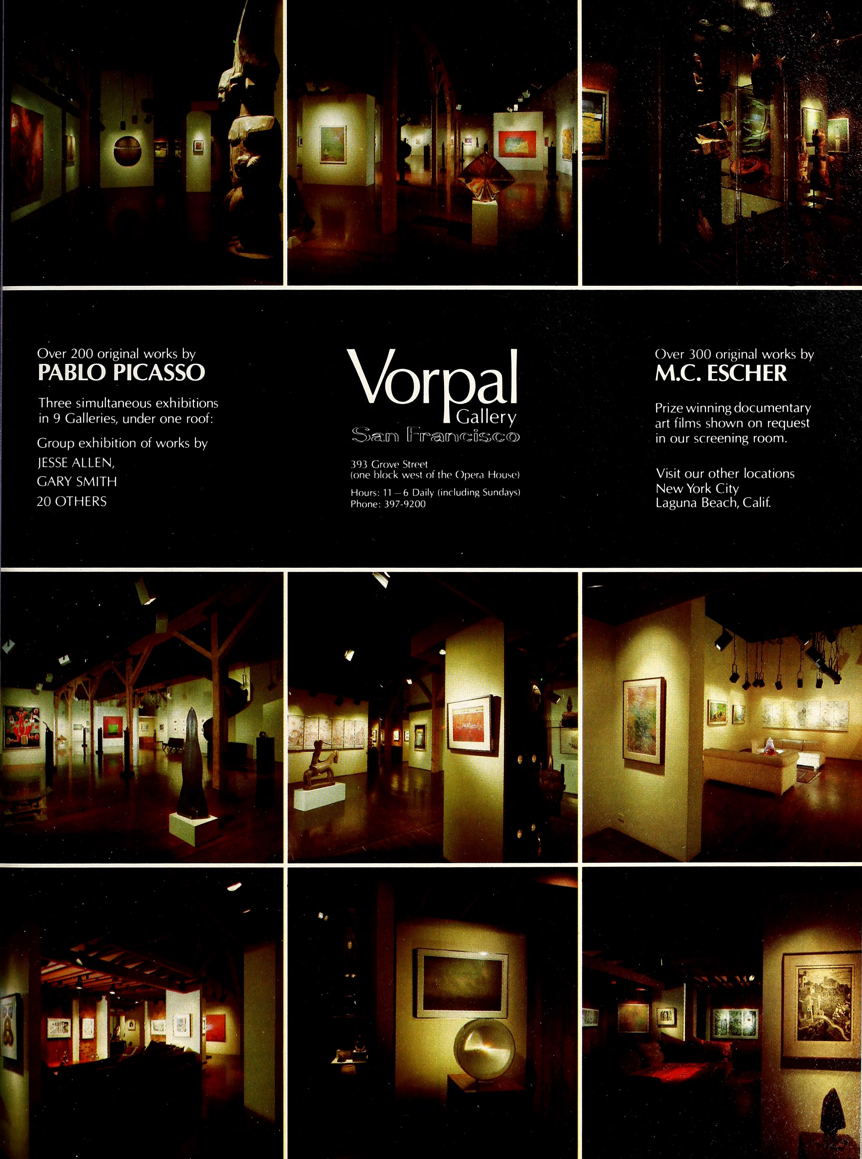 Over 200 original works by
PABLO PICASSO
Three simultaneous exhibitions
in 9 Galleries, under one roof:
Group exhibition of works by
JESSE ALLEN,
GARY SMITH
20 OTHERS
Vorpal
Gallery
San Francisco
393 Grove Street
(one block west of the Opera House)
Hours: 11 – 6 Daily (including Sundays)
Phone: 397-9200
Over 300 original works by
M.C. ESCHER
Prize winning documentary
art films shown on request
in our screening room.
Visit our other locations
New York City
Laguna Beach, Calif.